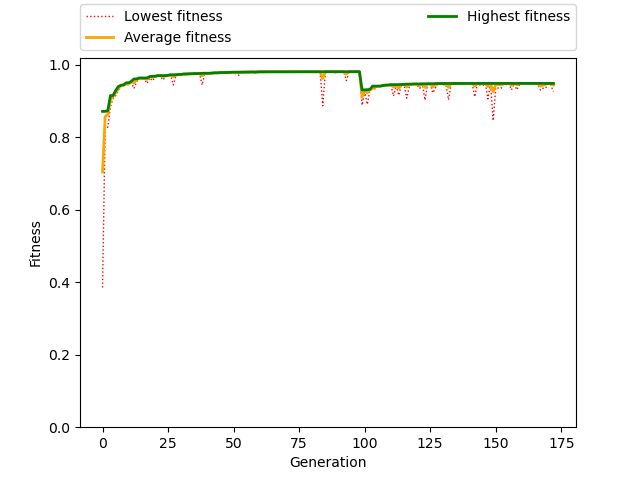 Lowest fitness
Average fitness
Highest fitness
1.0
0.8
0.6
0.4
0.2
0.0
Fitness
0 25 50 75 100 125 150 175
Generation